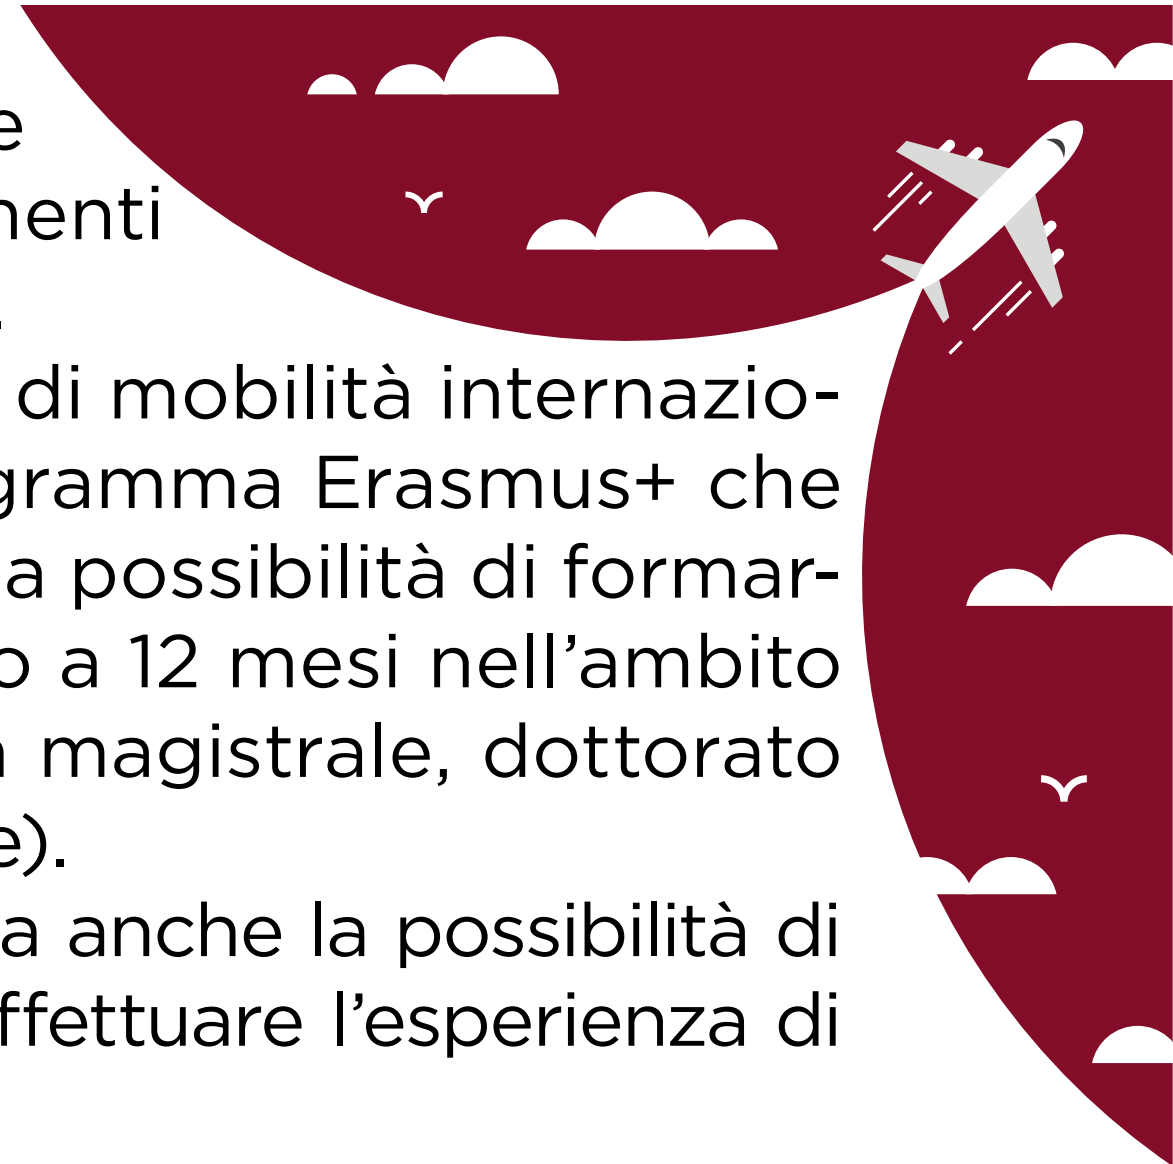 e
menti
.
di mobilità internazio-
gramma Erasmus+ che
a possibilità di formar-
o a 12 mesi nell’ambito
magistrale, dottorato
e).
a anche la possibilità di
ffettuare l’esperienza di